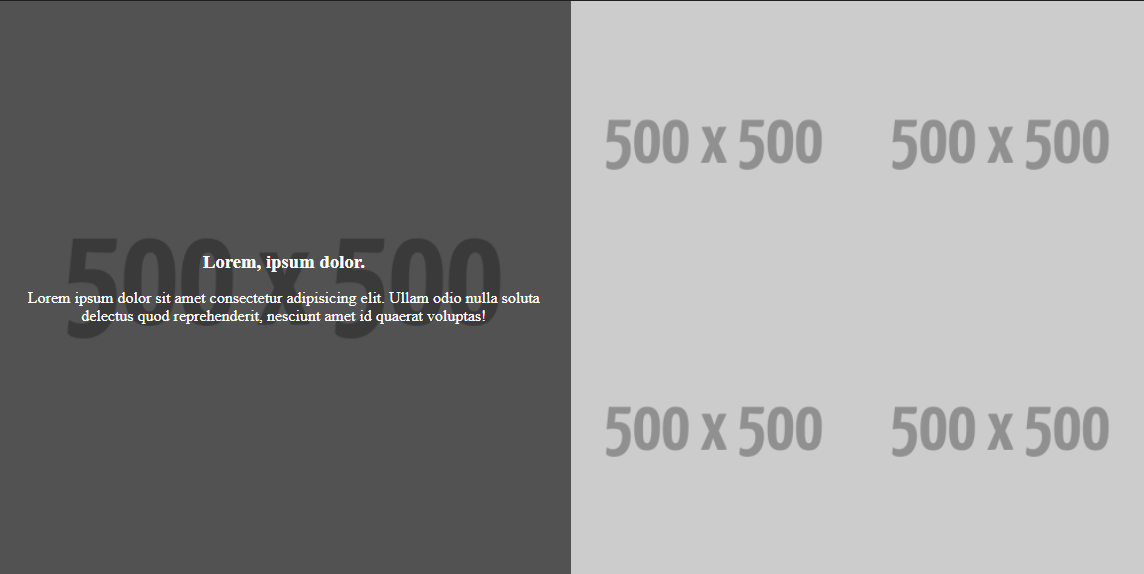 500 x 500
Lorem, ipsum dolor.
Lorem ipsum dolor sit amet consectetur adipisicing elit. Ullam odio nulla soluta
delectus quod reprehenderit, nesciunt amet id quaerat voluptas!
500 x 500
500 x 500
500 x 500
500 x 500